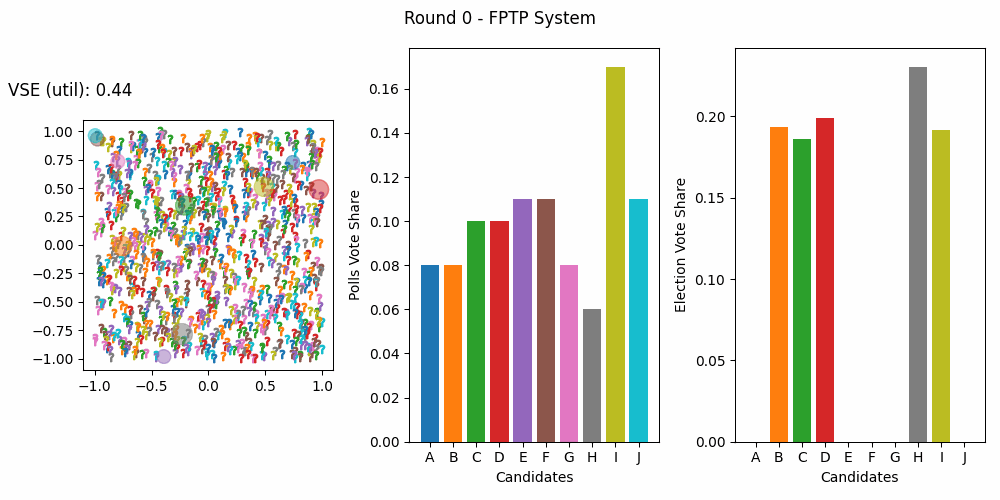 Round 0 - FPTP System
VSE (util): 0.44
1.00
0.75
0.50
0.25
0.00
−0.25
−0.50
−0.75
−1.00
−1.0 −0.5 0.0 0.5 1.0
Polls Vote Share
0.16
0.14
0.12
0.10
0.08
0.06
0.04
0.02
0.00
A B C D E F G H I J
Candidates
Election Vote Share
0.20
0.15
0.10
0.05
0.00
A B C D E F G H I J
Candidates